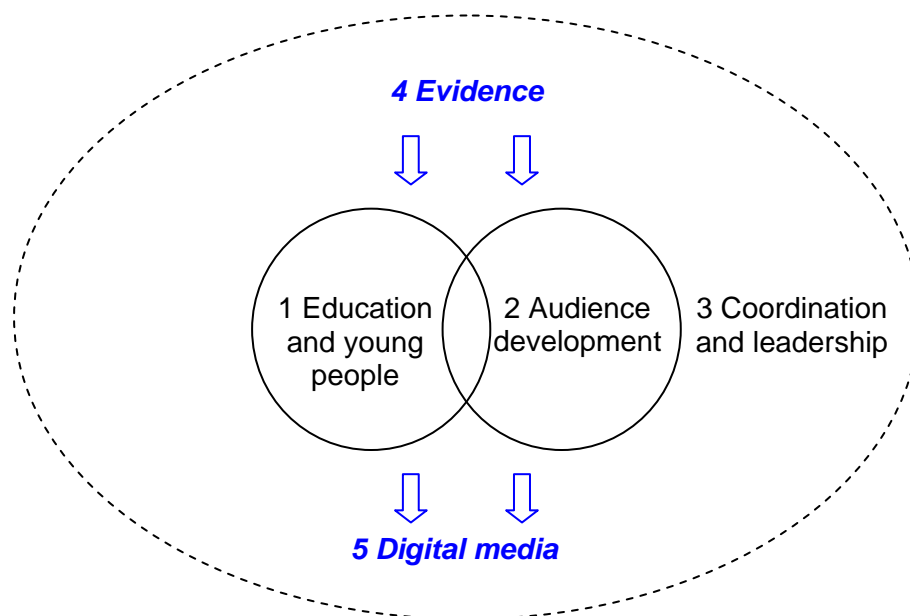 4 Evidence
1 Education
and young
people
2 Audience
development
3 Coordination
and leadership
5 Digital media